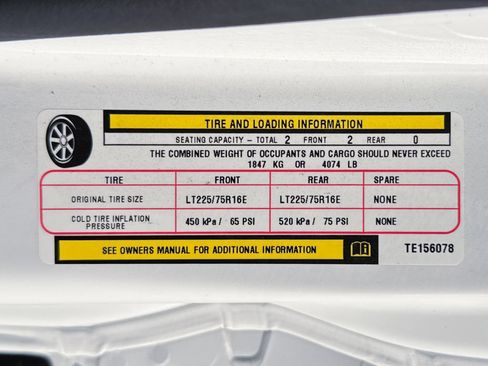 TIRE AND LOADING INFORMATION
SEATING CAPACITY - TOTAL 2 FRONT 2 REAR 0
THE COMBINED WEIGHT OF OCCUPANTS AND CARGO SHOULD NEVER EXCEED
1847 KG OR 4074 LB
TIRE FRONT REAR SPARE
ORIGINAL TIRE SIZE LT225/75R16E LT225/75R16E NONE
COLD TIRE INFLATION PRESSURE 450 kPa / 65 PSI 520 kPa / 75 PSI NONE
SEE OWNERS MANUAL FOR ADDITIONAL INFORMATION TE156078